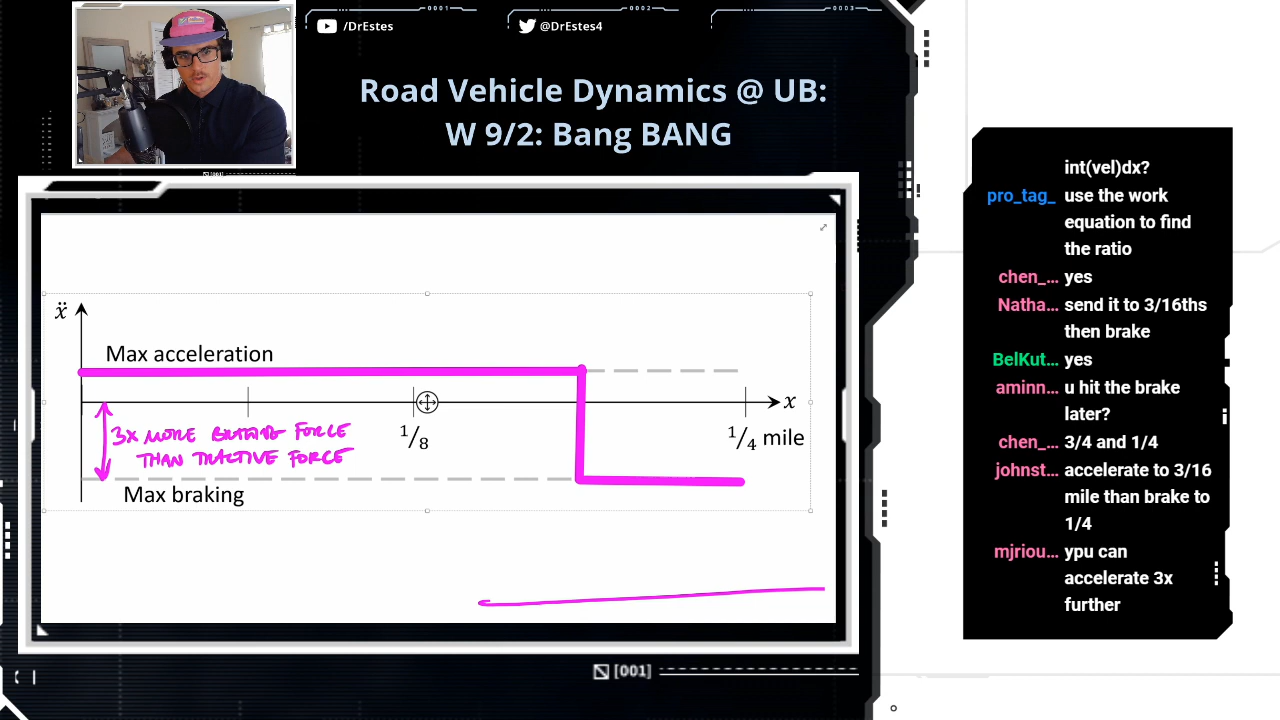 0001
0002
0003
/DrEstes
@DrEstes4
Road Vehicle Dynamics @ UB:
W 9/2: Bang BANG
[001]
ẍ
Max acceleration
x
1/8
1/4 mile
3X MORE BRAKING FORCE
THAN TRACTIVE FORCE
Max braking
[001]
int(vel)dx?
pro_tag_ use the work
equation to find
the ratio
chen_... yes
Natha... send it to 3/16ths
then brake
BelKut... yes
aminn... u hit the brake
later?
chen_... 3/4 and 1/4
johnst... accelerate to 3/16
mile than brake to
1/4
mjriou... ypu can
accelerate 3x
further